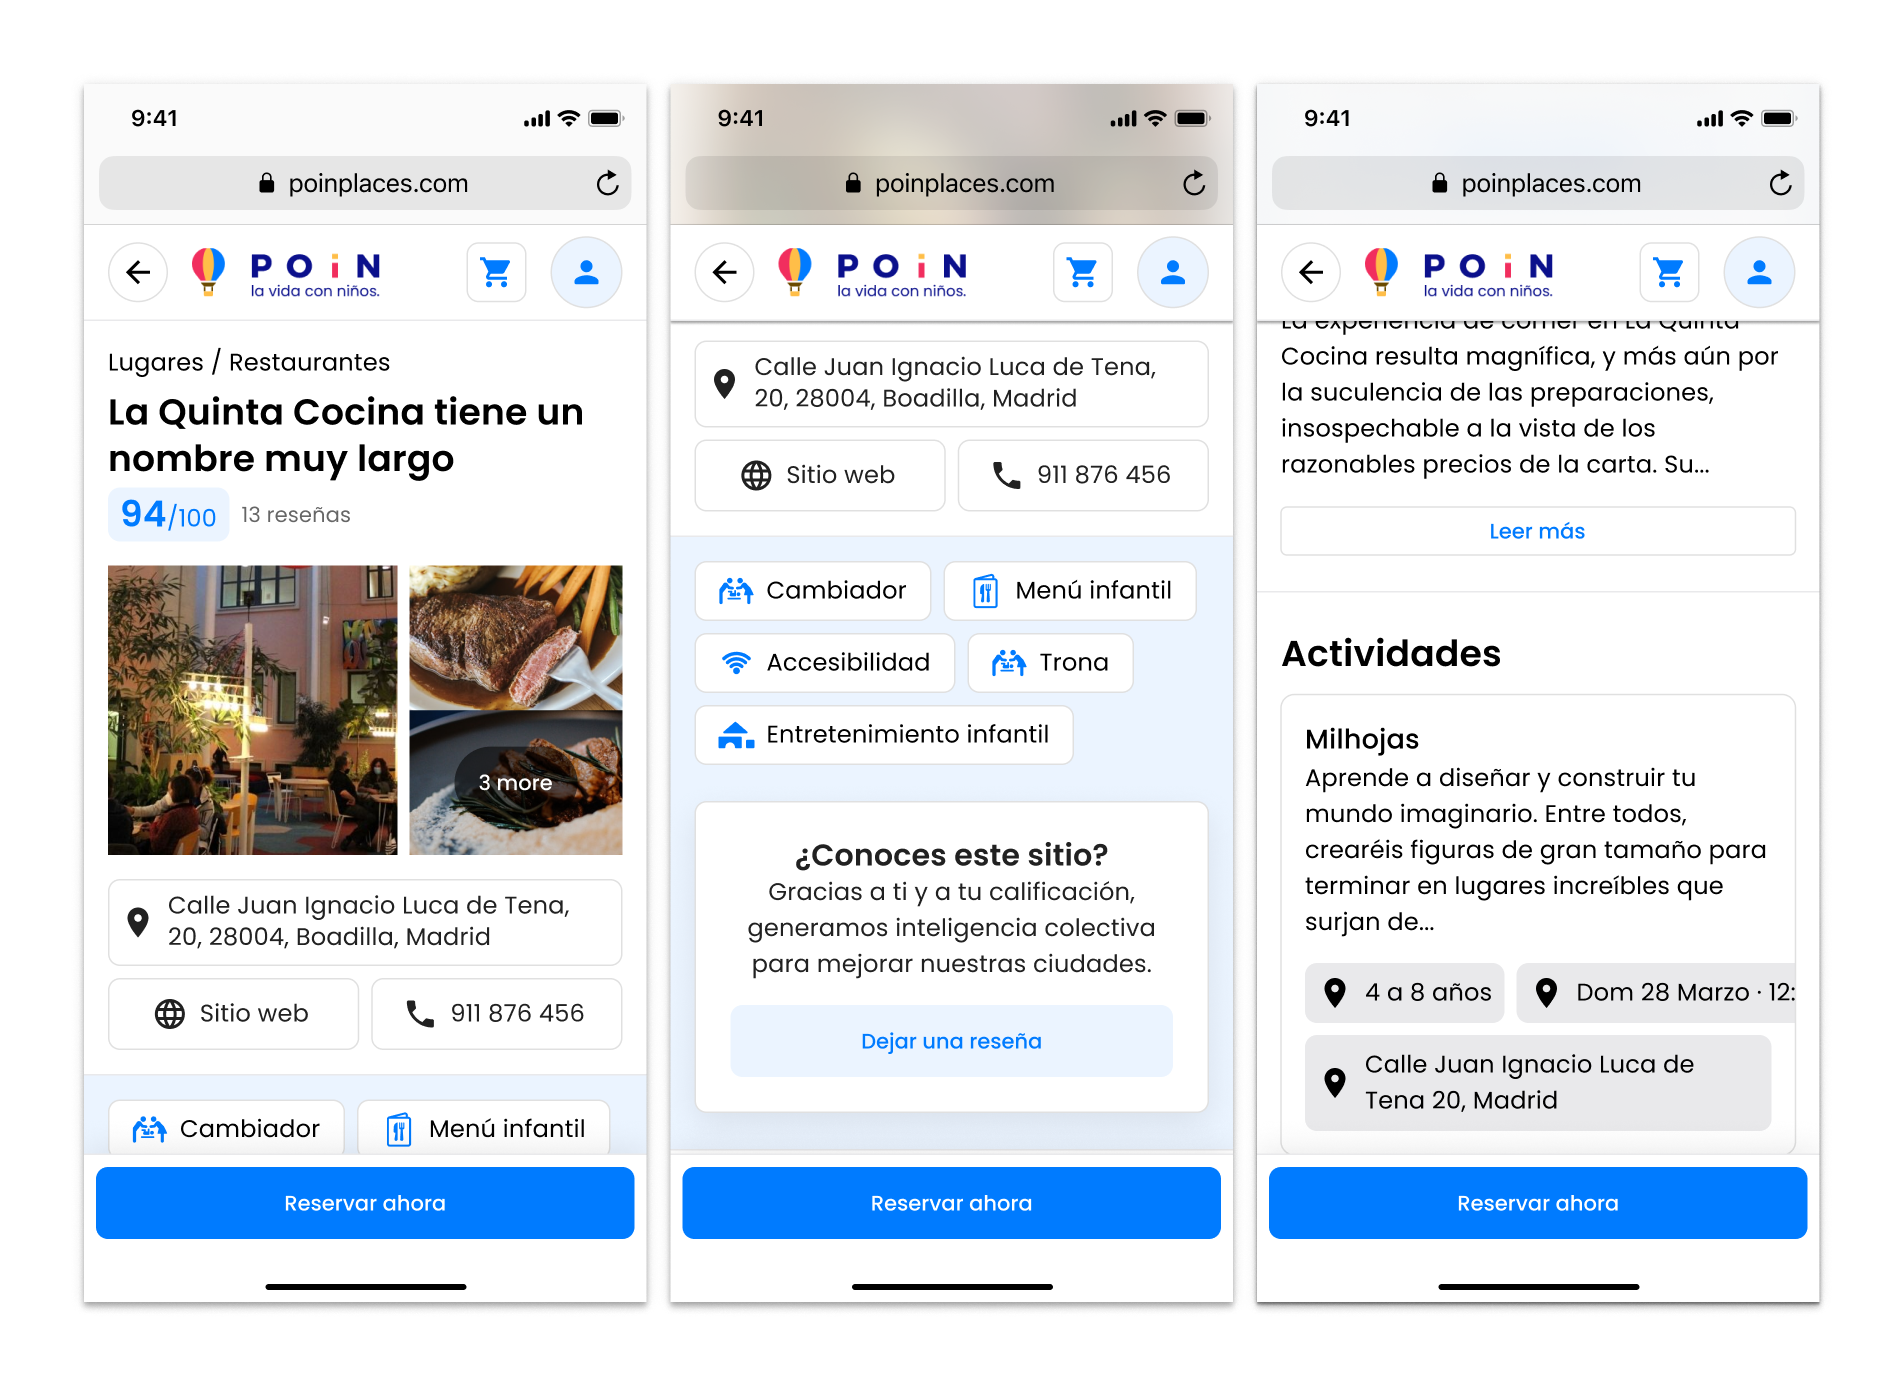 9:41
poinplaces.com
POiN
la vida con niños.
Lugares / Restaurantes
La Quinta Cocina tiene un
nombre muy largo
94/100 13 reseñas
3 more
Calle Juan Ignacio Luca de Tena,
20, 28004, Boadilla, Madrid
Sitio web
911 876 456
Cambiador
Menú infantil
Reservar ahora
9:41
poinplaces.com
POiN
la vida con niños.
Calle Juan Ignacio Luca de Tena,
20, 28004, Boadilla, Madrid
Sitio web
911 876 456
Cambiador
Menú infantil
Accesibilidad
Trona
Entretenimiento infantil
¿Conoces este sitio?
Gracias a ti y a tu calificación,
generamos inteligencia colectiva
para mejorar nuestras ciudades.
Dejar una reseña
Reservar ahora
9:41
poinplaces.com
POiN
la vida con niños.
La experiencia de comer en La Quinta
Cocina resulta magnífica, y más aún por
la suculencia de las preparaciones,
insospechable a la vista de los
razonables precios de la carta. Su...
Leer más
Actividades
Milhojas
Aprende a diseñar y construir tu
mundo imaginario. Entre todos,
crearéis figuras de gran tamaño para
terminar en lugares increíbles que
surjan de...
4 a 8 años
Dom 28 Marzo · 12:
Calle Juan Ignacio Luca de
Tena 20, Madrid
Reservar ahora